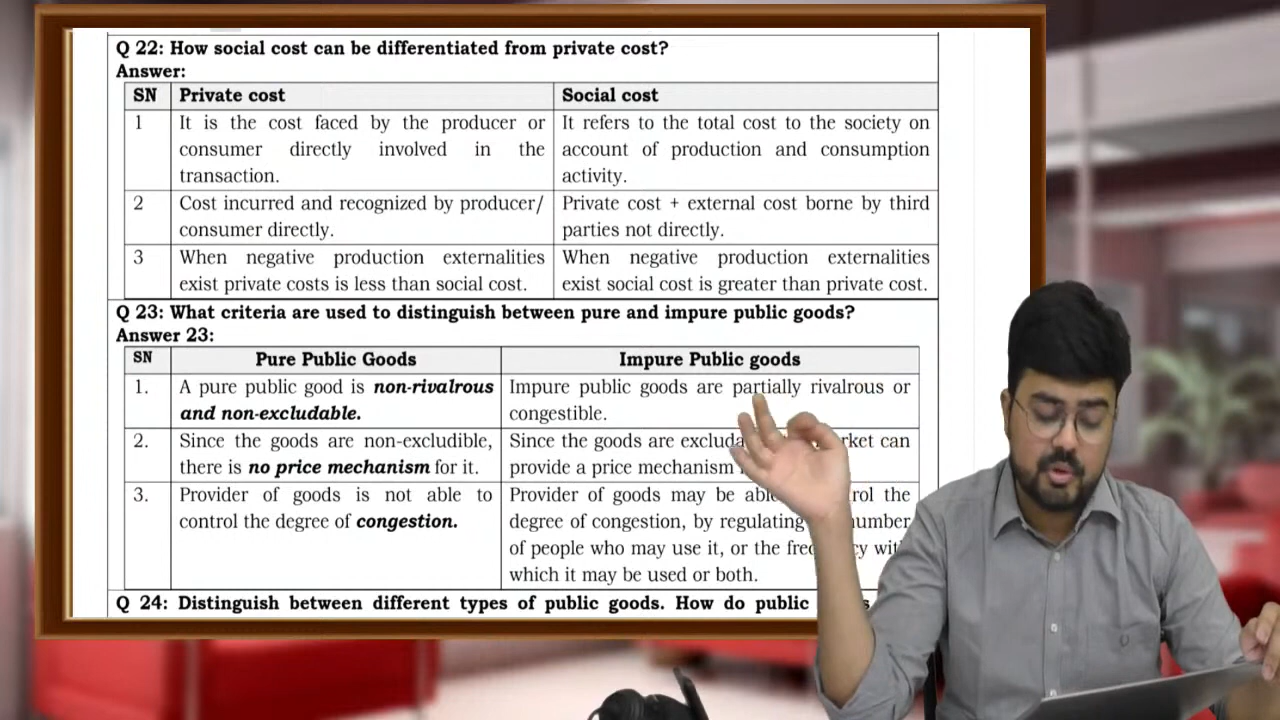 Q 22: How social cost can be differentiated from private cost?
Answer:
SN Private cost Social cost
1 It is the cost faced by the producer or It refers to the total cost to the society on
consumer directly involved in the account of production and consumption
transaction. activity.
2 Cost incurred and recognized by producer/ Private cost + external cost borne by third
consumer directly. parties not directly.
3 When negative production externalities When negative production externalities
exist private costs is less than social cost. exist social cost is greater than private cost.
Q 23: What criteria are used to distinguish between pure and impure public goods?
Answer 23:
SN Pure Public Goods Impure Public goods
1. A pure public good is non-rivalrous Impure public goods are partially rivalrous or
and non-excludable. congestible.
2. Since the goods are non-excludible, Since the goods are can
there is no price mechanism for it. provide a price mechanism
3. Provider of goods is not able to Provider of goods may be the
control the degree of congestion. degree of congestion, by regulating
of people who may use it, or the
which it may be used or both.
Q 24: Distinguish between different types of public goods. How do public